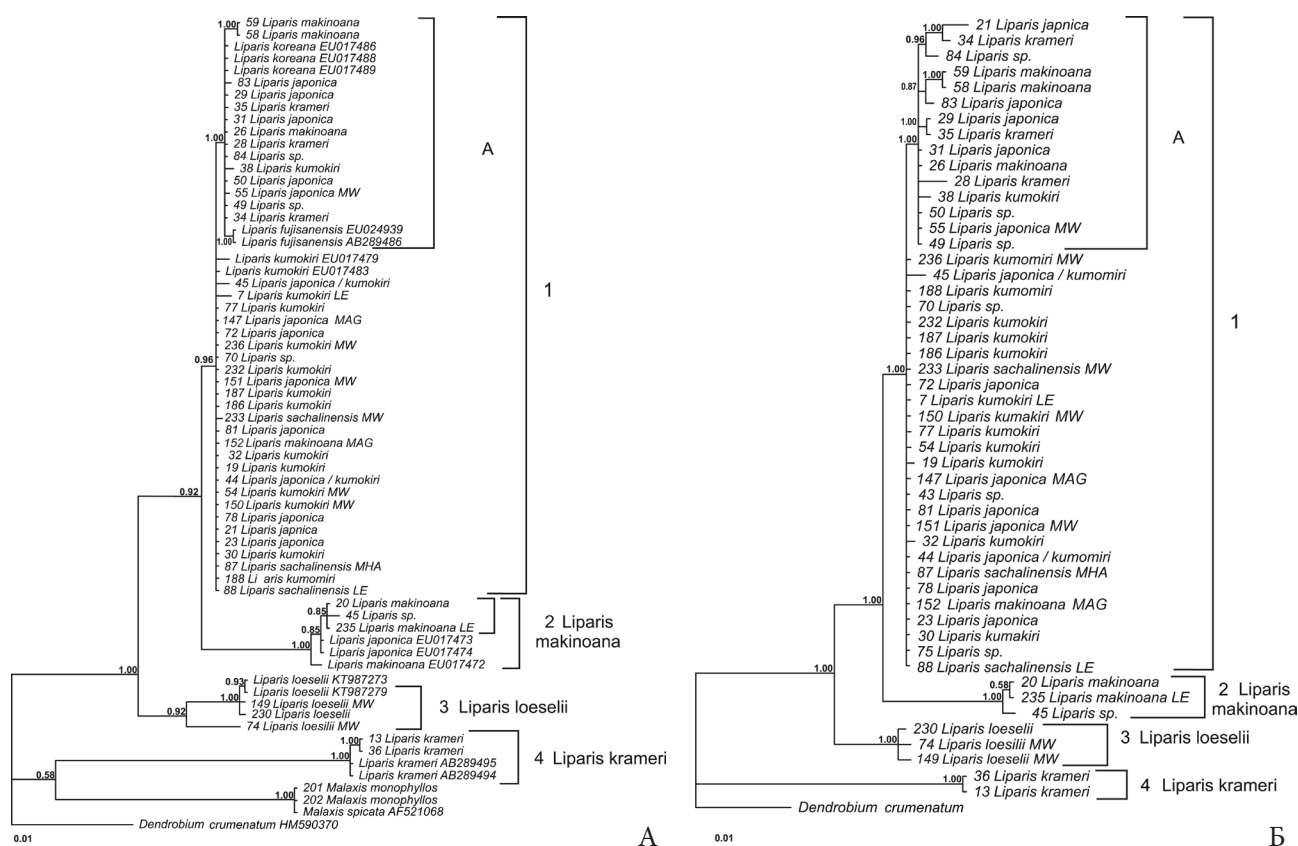 1.00
59 Liparis makinoana
58 Liparis makinoana
Liparis koreana EU017486
Liparis koreana EU017488
Liparis koreana EU017489
83 Liparis japonica
29 Liparis japonica
35 Liparis krameri
31 Liparis japonica
26 Liparis makinoana
1.00
28 Liparis krameri
84 Liparis sp.
38 Liparis kumokiri
50 Liparis japonica
55 Liparis japonica MW
49 Liparis sp.
34 Liparis krameri
Liparis fujisanensis EU024939
1.00
Liparis fujisanensis AB289486
A
Liparis kumokiri EU017479
Liparis kumokiri EU017483
45 Liparis japonica / kumokiri
7 Liparis kumokiri LE
77 Liparis kumokiri
147 Liparis japonica MAG
72 Liparis japonica
236 Liparis kumokiri MW
0.96
70 Liparis sp.
232 Liparis kumokiri
151 Liparis japonica MW
187 Liparis kumokiri
186 Liparis kumokiri
233 Liparis sachalinensis MW
81 Liparis japonica
152 Liparis makinoana MAG
32 Liparis kumokiri
19 Liparis kumokiri
44 Liparis japonica / kumokiri
0.92
54 Liparis kumokiri MW
150 Liparis kumokiri MW
78 Liparis japonica
21 Liparis japnica
23 Liparis japonica
30 Liparis kumokiri
87 Liparis sachalinensis MHA
188 Li aris kumomiri
88 Liparis sachalinensis LE
1
20 Liparis makinoana
0.85
45 Liparis sp.
235 Liparis makinoana LE
0.85
Liparis japonica EU017473
1.00
Liparis japonica EU017474
Liparis makinoana EU017472
2 Liparis
makinoana
1.00
0.93
Liparis loeselii KT987273
Liparis loeselii KT987279
1.00
149 Liparis loeselii MW
230 Liparis loeselii
0.92
74 Liparis loesilii MW
3 Liparis loeselii
1.00
13 Liparis krameri
36 Liparis krameri
1.00
Liparis krameri AB289495
Liparis krameri AB289494
4 Liparis krameri
0.58
201 Malaxis monophyllos
1.00
202 Malaxis monophyllos
Malaxis spicata AF521068
Dendrobium crumenatum HM590370
0.01
А
1.00
21 Liparis japnica
0.96
34 Liparis krameri
84 Liparis sp.
1.00
59 Liparis makinoana
58 Liparis makinoana
0.87
83 Liparis japonica
1.00
29 Liparis japonica
35 Liparis krameri
1.00
31 Liparis japonica
26 Liparis makinoana
28 Liparis krameri
38 Liparis kumokiri
50 Liparis sp.
55 Liparis japonica MW
49 Liparis sp.
A
236 Liparis kumomiri MW
45 Liparis japonica / kumomiri
188 Liparis kumomiri
70 Liparis sp.
232 Liparis kumokiri
187 Liparis kumokiri
186 Liparis kumokiri
1.00
233 Liparis sachalinensis MW
72 Liparis japonica
7 Liparis kumokiri LE
150 Liparis kumakiri MW
77 Liparis kumokiri
54 Liparis kumokiri
19 Liparis kumokiri
147 Liparis japonica MAG
43 Liparis sp.
81 Liparis japonica
151 Liparis japonica MW
32 Liparis kumokiri
44 Liparis japonica / kumomiri
87 Liparis sachalinensis MHA
78 Liparis japonica
1.00
152 Liparis makinoana MAG
23 Liparis japonica
30 Liparis kumakiri
75 Liparis sp.
88 Liparis sachalinensis LE
1
0.58
20 Liparis makinoana
1.00
235 Liparis makinoana LE
45 Liparis sp.
2 Liparis
makinoana
1.00
230 Liparis loeselii
1.00
74 Liparis loesilii MW
149 Liparis loeselii MW
3 Liparis loeselii
1.00
36 Liparis krameri
13 Liparis krameri
4 Liparis krameri
Dendrobium crumenatum
0.01
Б